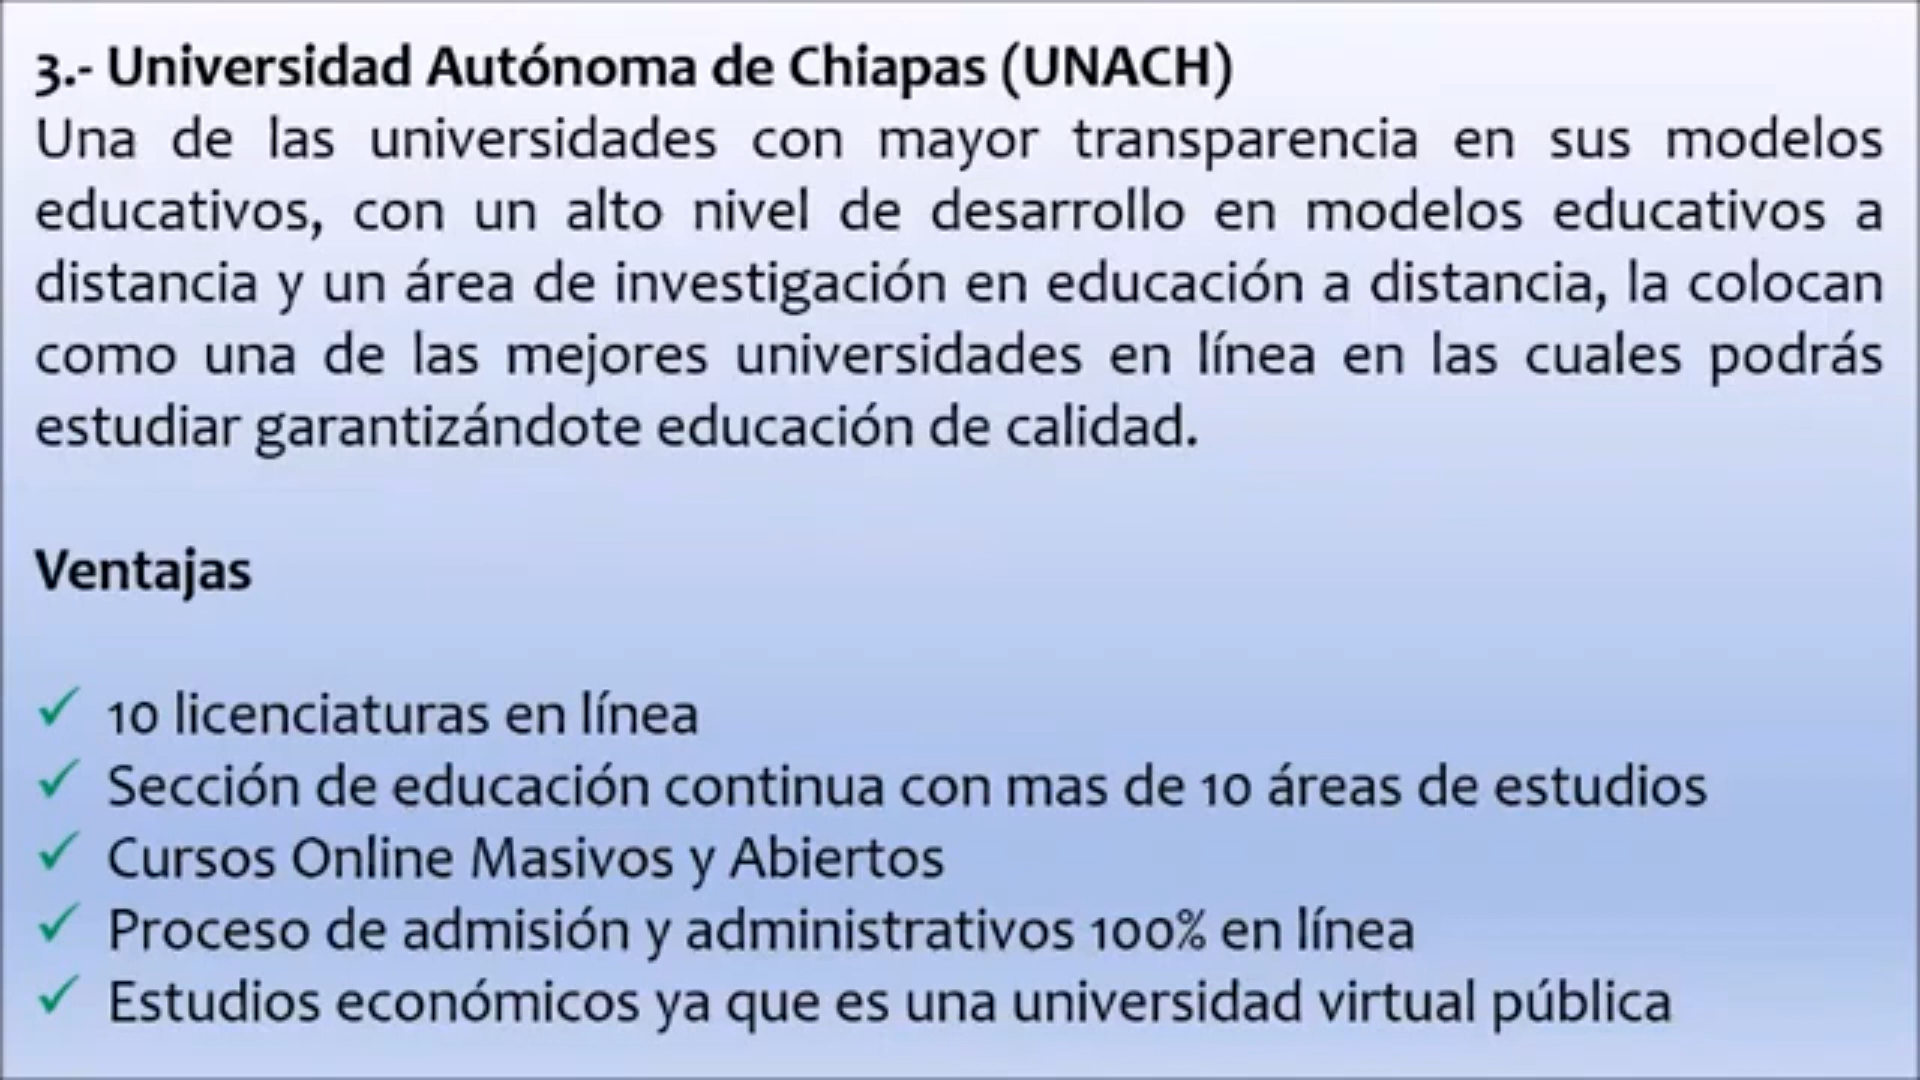 3.- Universidad Autónoma de Chiapas (UNACH)
Una de las universidades con mayor transparencia en sus modelos
educativos, con un alto nivel de desarrollo en modelos educativos a
distancia y un área de investigación en educación a distancia, la colocan
como una de las mejores universidades en línea en las cuales podrás
estudiar garantizándote educación de calidad.
Ventajas
✓ 10 licenciaturas en línea
✓ Sección de educación continua con mas de 10 áreas de estudios
✓ Cursos Online Masivos y Abiertos
✓ Proceso de admisión y administrativos 100% en línea
✓ Estudios económicos ya que es una universidad virtual pública